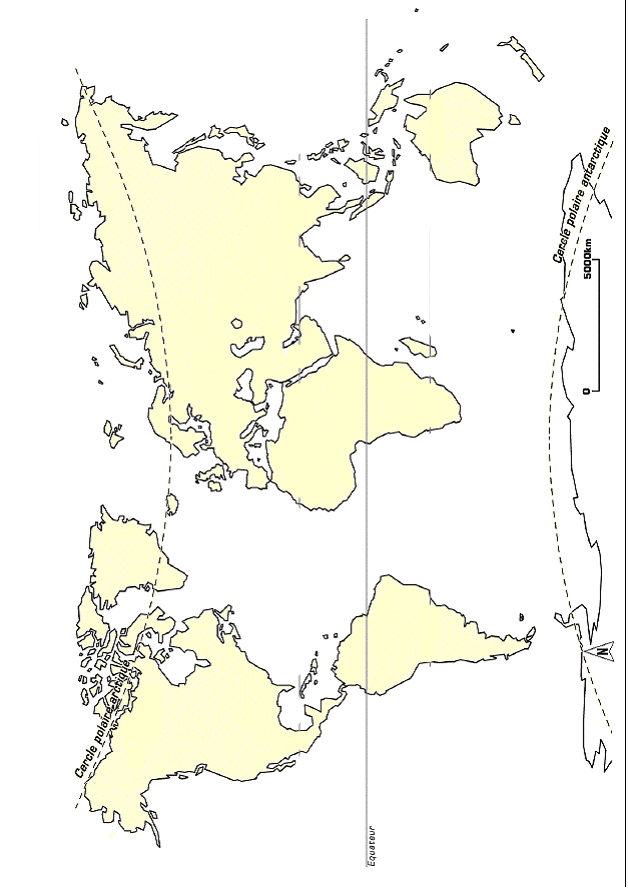 Cercle polaire arctique
Equateur
Cercle polaire antarctique
0
5000km
N